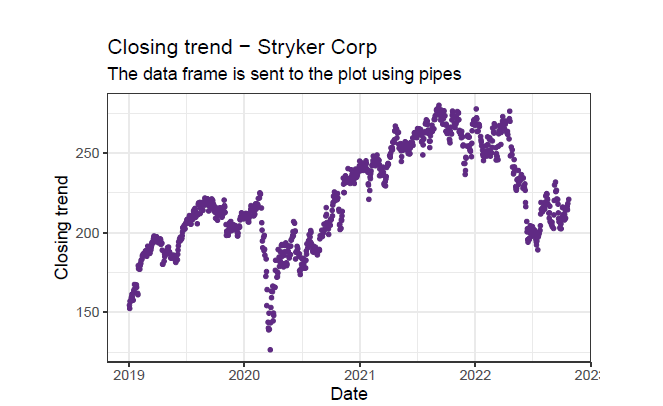 Closing trend − Stryker Corp
The data frame is sent to the plot using pipes
Closing trend
250
200
150
2019 2020 2021 2022
Date